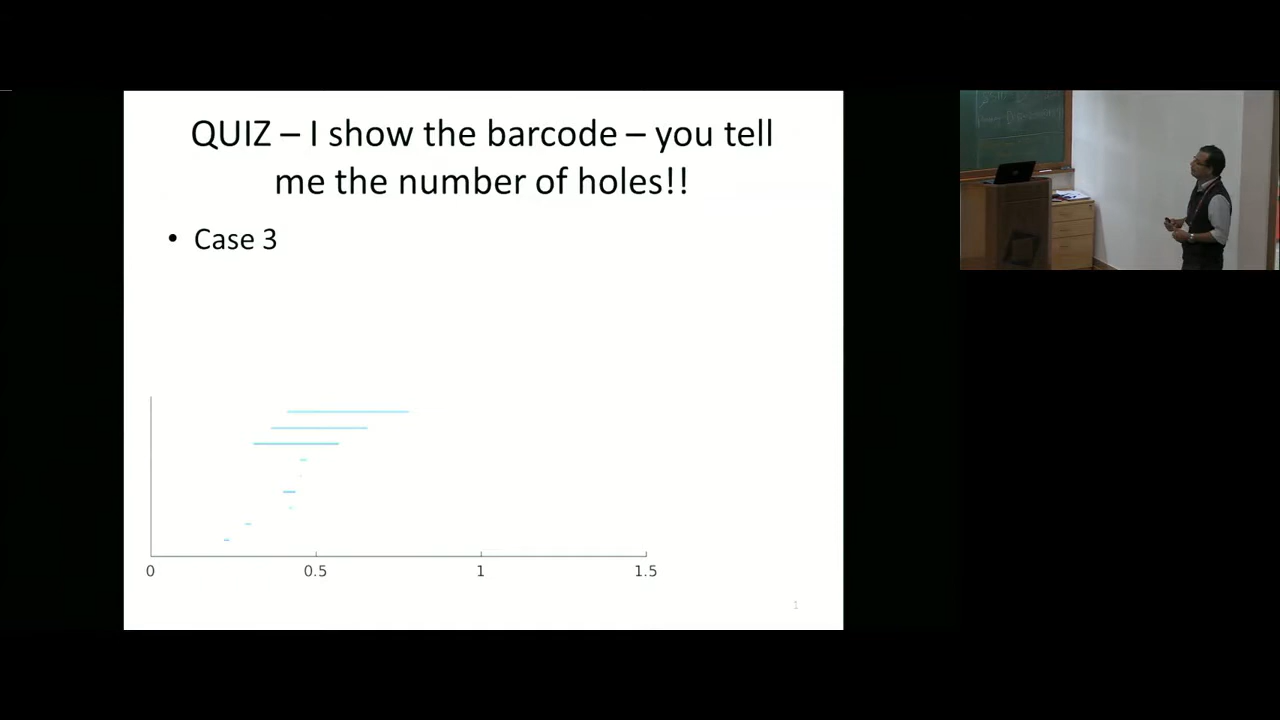 QUIZ – I show the barcode – you tell
me the number of holes!!
• Case 3
0 0.5 1 1.5
1